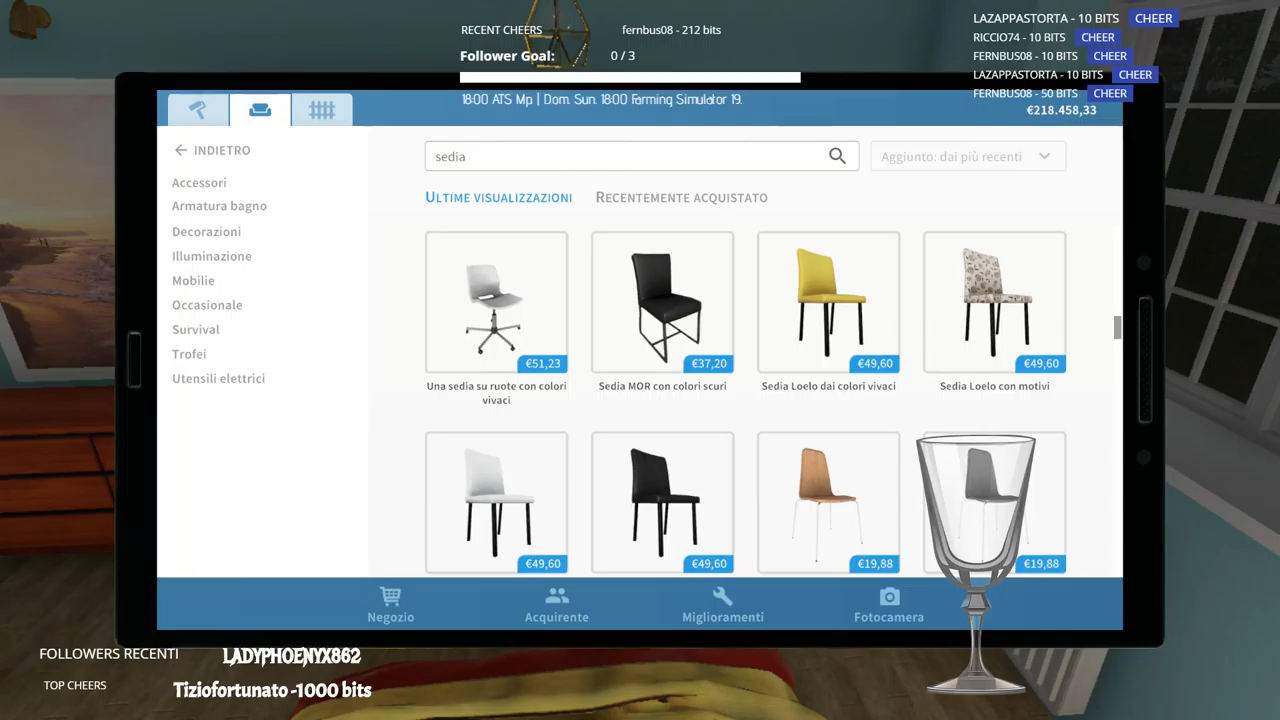 RECENT CHEERS
fernbus08 - 212 bits
Follower Goal:
0 / 3
18:00 ATS Mp | Dom. Sun. 18:00 Farming Simulator 19.
LAZAPPASTORTA - 10 BITS CHEER
RICCIO74 - 10 BITS CHEER
FERNBUS08 - 10 BITS CHEER
LAZAPPASTORTA - 10 BITS CHEER
FERNBUS08 - 50 BITS CHEER
€218.458,33
INDIETRO
Accessori
Armatura bagno
Decorazioni
Illuminazione
Mobilie
Occasionale
Survival
Trofei
Utensili elettrici
sedia
Aggiunto: dai più recenti
ULTIME VISUALIZZAZIONI
RECENTEMENTE ACQUISTATO
€51,23
€37,20
€49,60
€49,60
Una sedia su ruote con colori
vivaci
Sedia MOR con colori scuri
Sedia Loelo dai colori vivaci
Sedia Loelo con motivi
€49,60
€49,60
€19,88
€19,88
Negozio
Acquirente
Miglioramenti
Fotocamera
FOLLOWERS RECENTI
LADYPHOENYX862
TOP CHEERS
Tiziofortunato -1000 bits